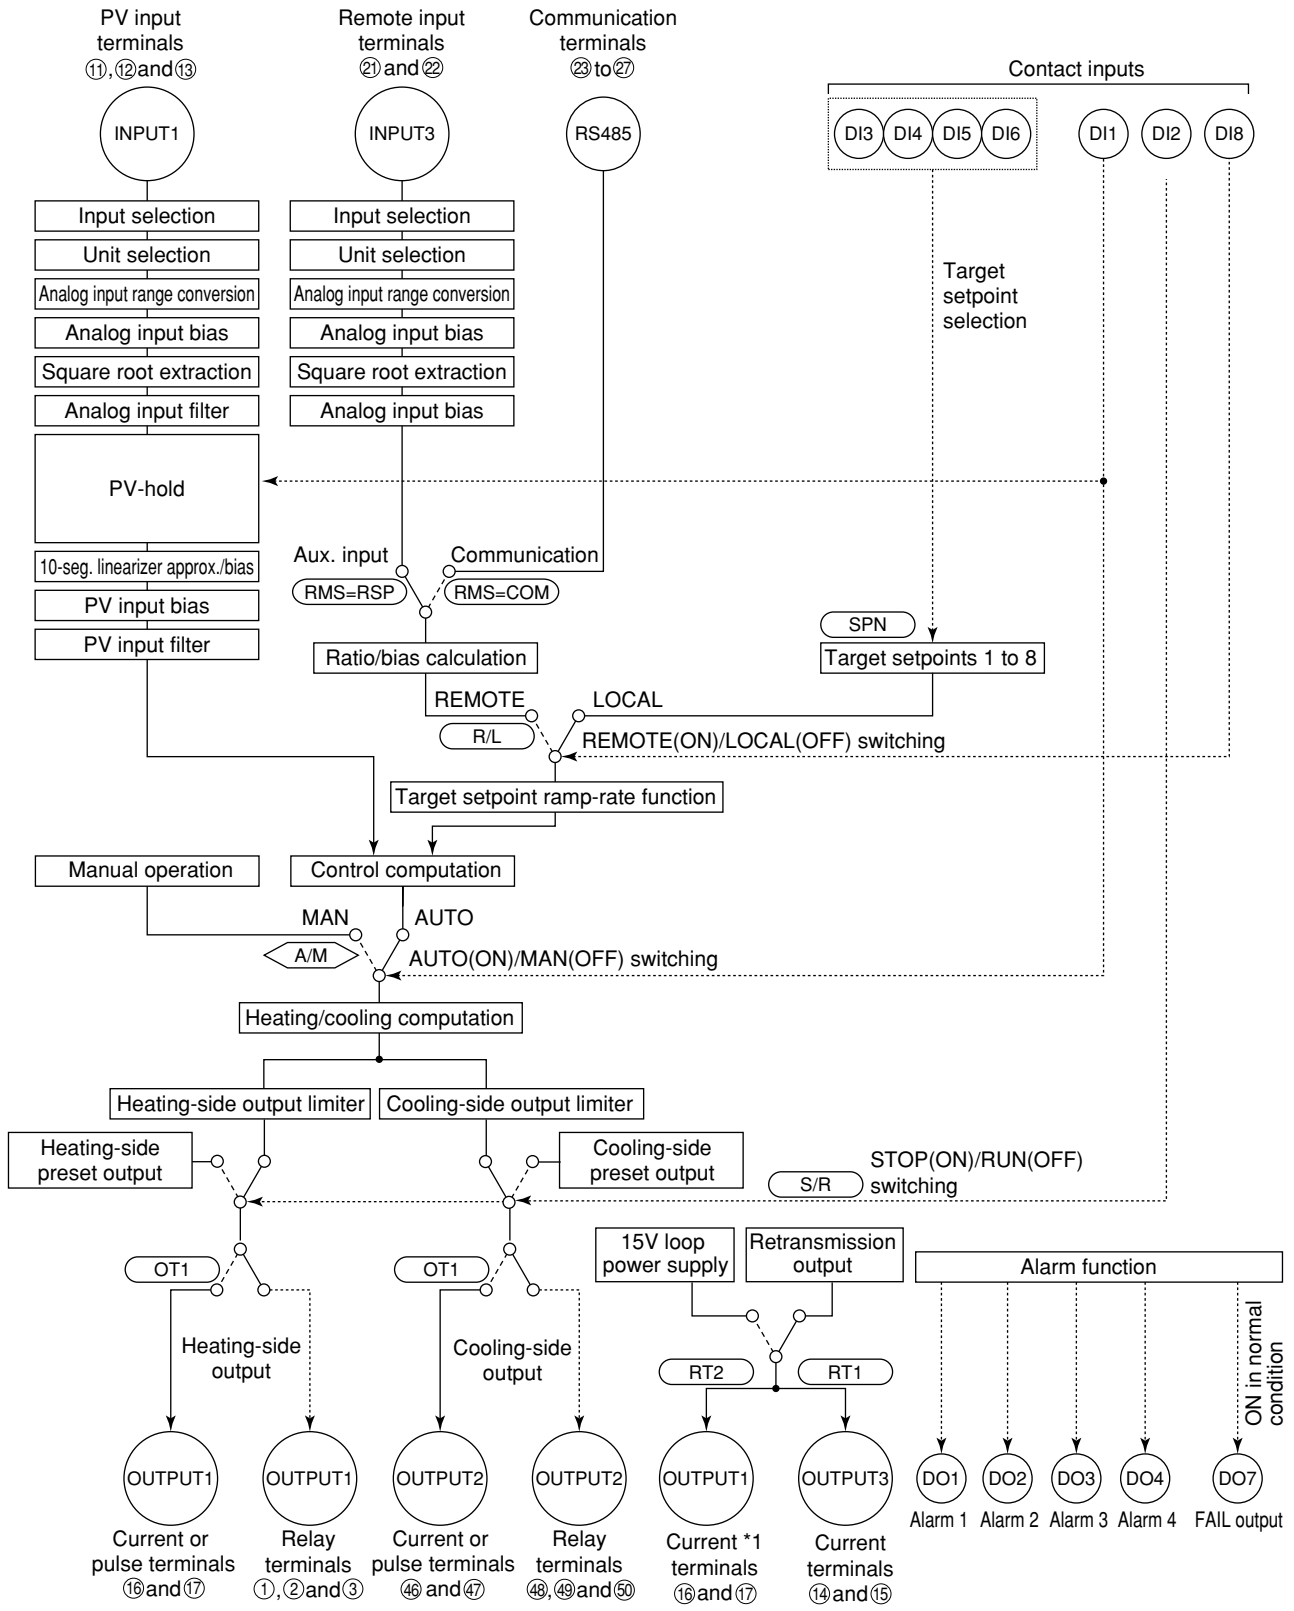 PV input
terminals
⑪,⑫and⑬
Remote input
terminals
㉑and㉒
Communication
terminals
㉓to㉗
Contact inputs
INPUT1
INPUT3
RS485
DI3
DI4
DI5
DI6
DI1
DI2
DI8
Input selection
Unit selection
Analog input range conversion
Analog input bias
Square root extraction
Analog input filter
PV-hold
10-seg. linearizer approx./bias
PV input bias
PV input filter
Input selection
Unit selection
Analog input range conversion
Analog input bias
Square root extraction
Analog input bias
Target
setpoint
selection
Aux. input
Communication
RMS=RSP
RMS=COM
Ratio/bias calculation
SPN
Target setpoints 1 to 8
REMOTE
LOCAL
R/L
REMOTE(ON)/LOCAL(OFF) switching
Target setpoint ramp-rate function
Manual operation
Control computation
MAN
AUTO
A/M
AUTO(ON)/MAN(OFF) switching
Heating/cooling computation
Heating-side output limiter
Cooling-side output limiter
Heating-side
preset output
Cooling-side
preset output
STOP(ON)/RUN(OFF)
switching
S/R
OT1
OT1
15V loop
power supply
Retransmission
output
Alarm function
Heating-side
output
Cooling-side
output
RT2
RT1
ON in normal
condition
OUTPUT1
OUTPUT1
OUTPUT2
OUTPUT2
OUTPUT1
OUTPUT3
DO1
DO2
DO3
DO4
DO7
Alarm 1
Alarm 2
Alarm 3
Alarm 4
FAIL output
Current or
pulse terminals
⑯and⑰
Relay
terminals
①,②and③
Current or
pulse terminals
㊻ and㊼
Relay
terminals
㊽,㊾and㊿
Current *1
terminals
⑯and⑰
Current
terminals
⑭and⑮